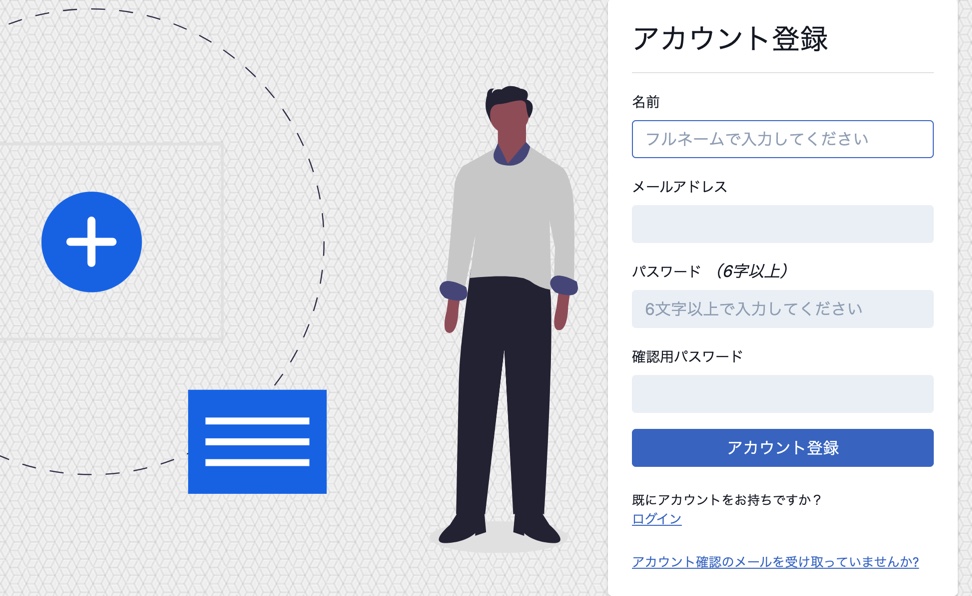 アカウント登録
名前
フルネームで入力してください
メールアドレス
パスワード （6字以上）
6文字以上で入力してください
確認用パスワード
アカウント登録
既にアカウントをお持ちですか？
ログイン
アカウント確認のメールを受け取っていませんか?